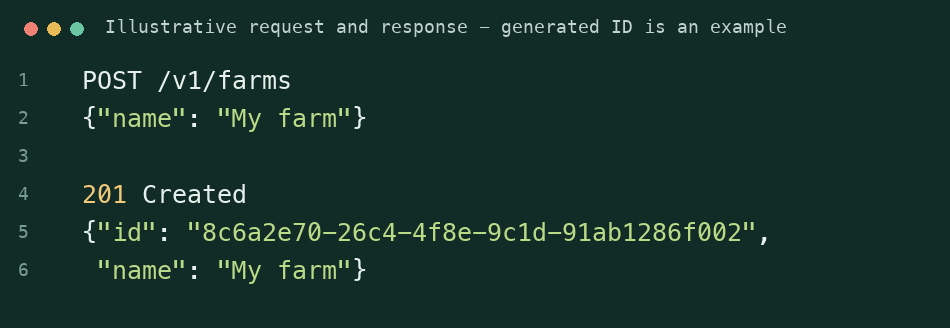 Illustrative request and response — generated ID is an example
1 POST /v1/farms
2 {"name": "My farm"}
3
4 201 Created
5 {"id": "8c6a2e70-26c4-4f8e-9c1d-91ab1286f002",
6 "name": "My farm"}